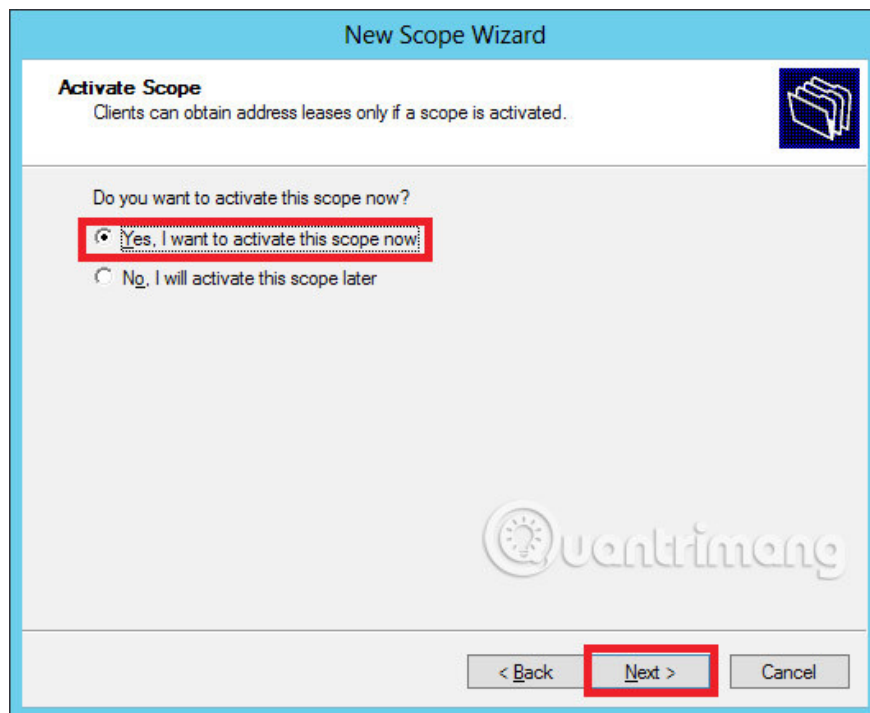 New Scope Wizard
Activate Scope
Clients can obtain address leases only if a scope is activated.
Do you want to activate this scope now?
Yes, I want to activate this scope now
No, I will activate this scope later
Quantrimang
< Back Next > Cancel